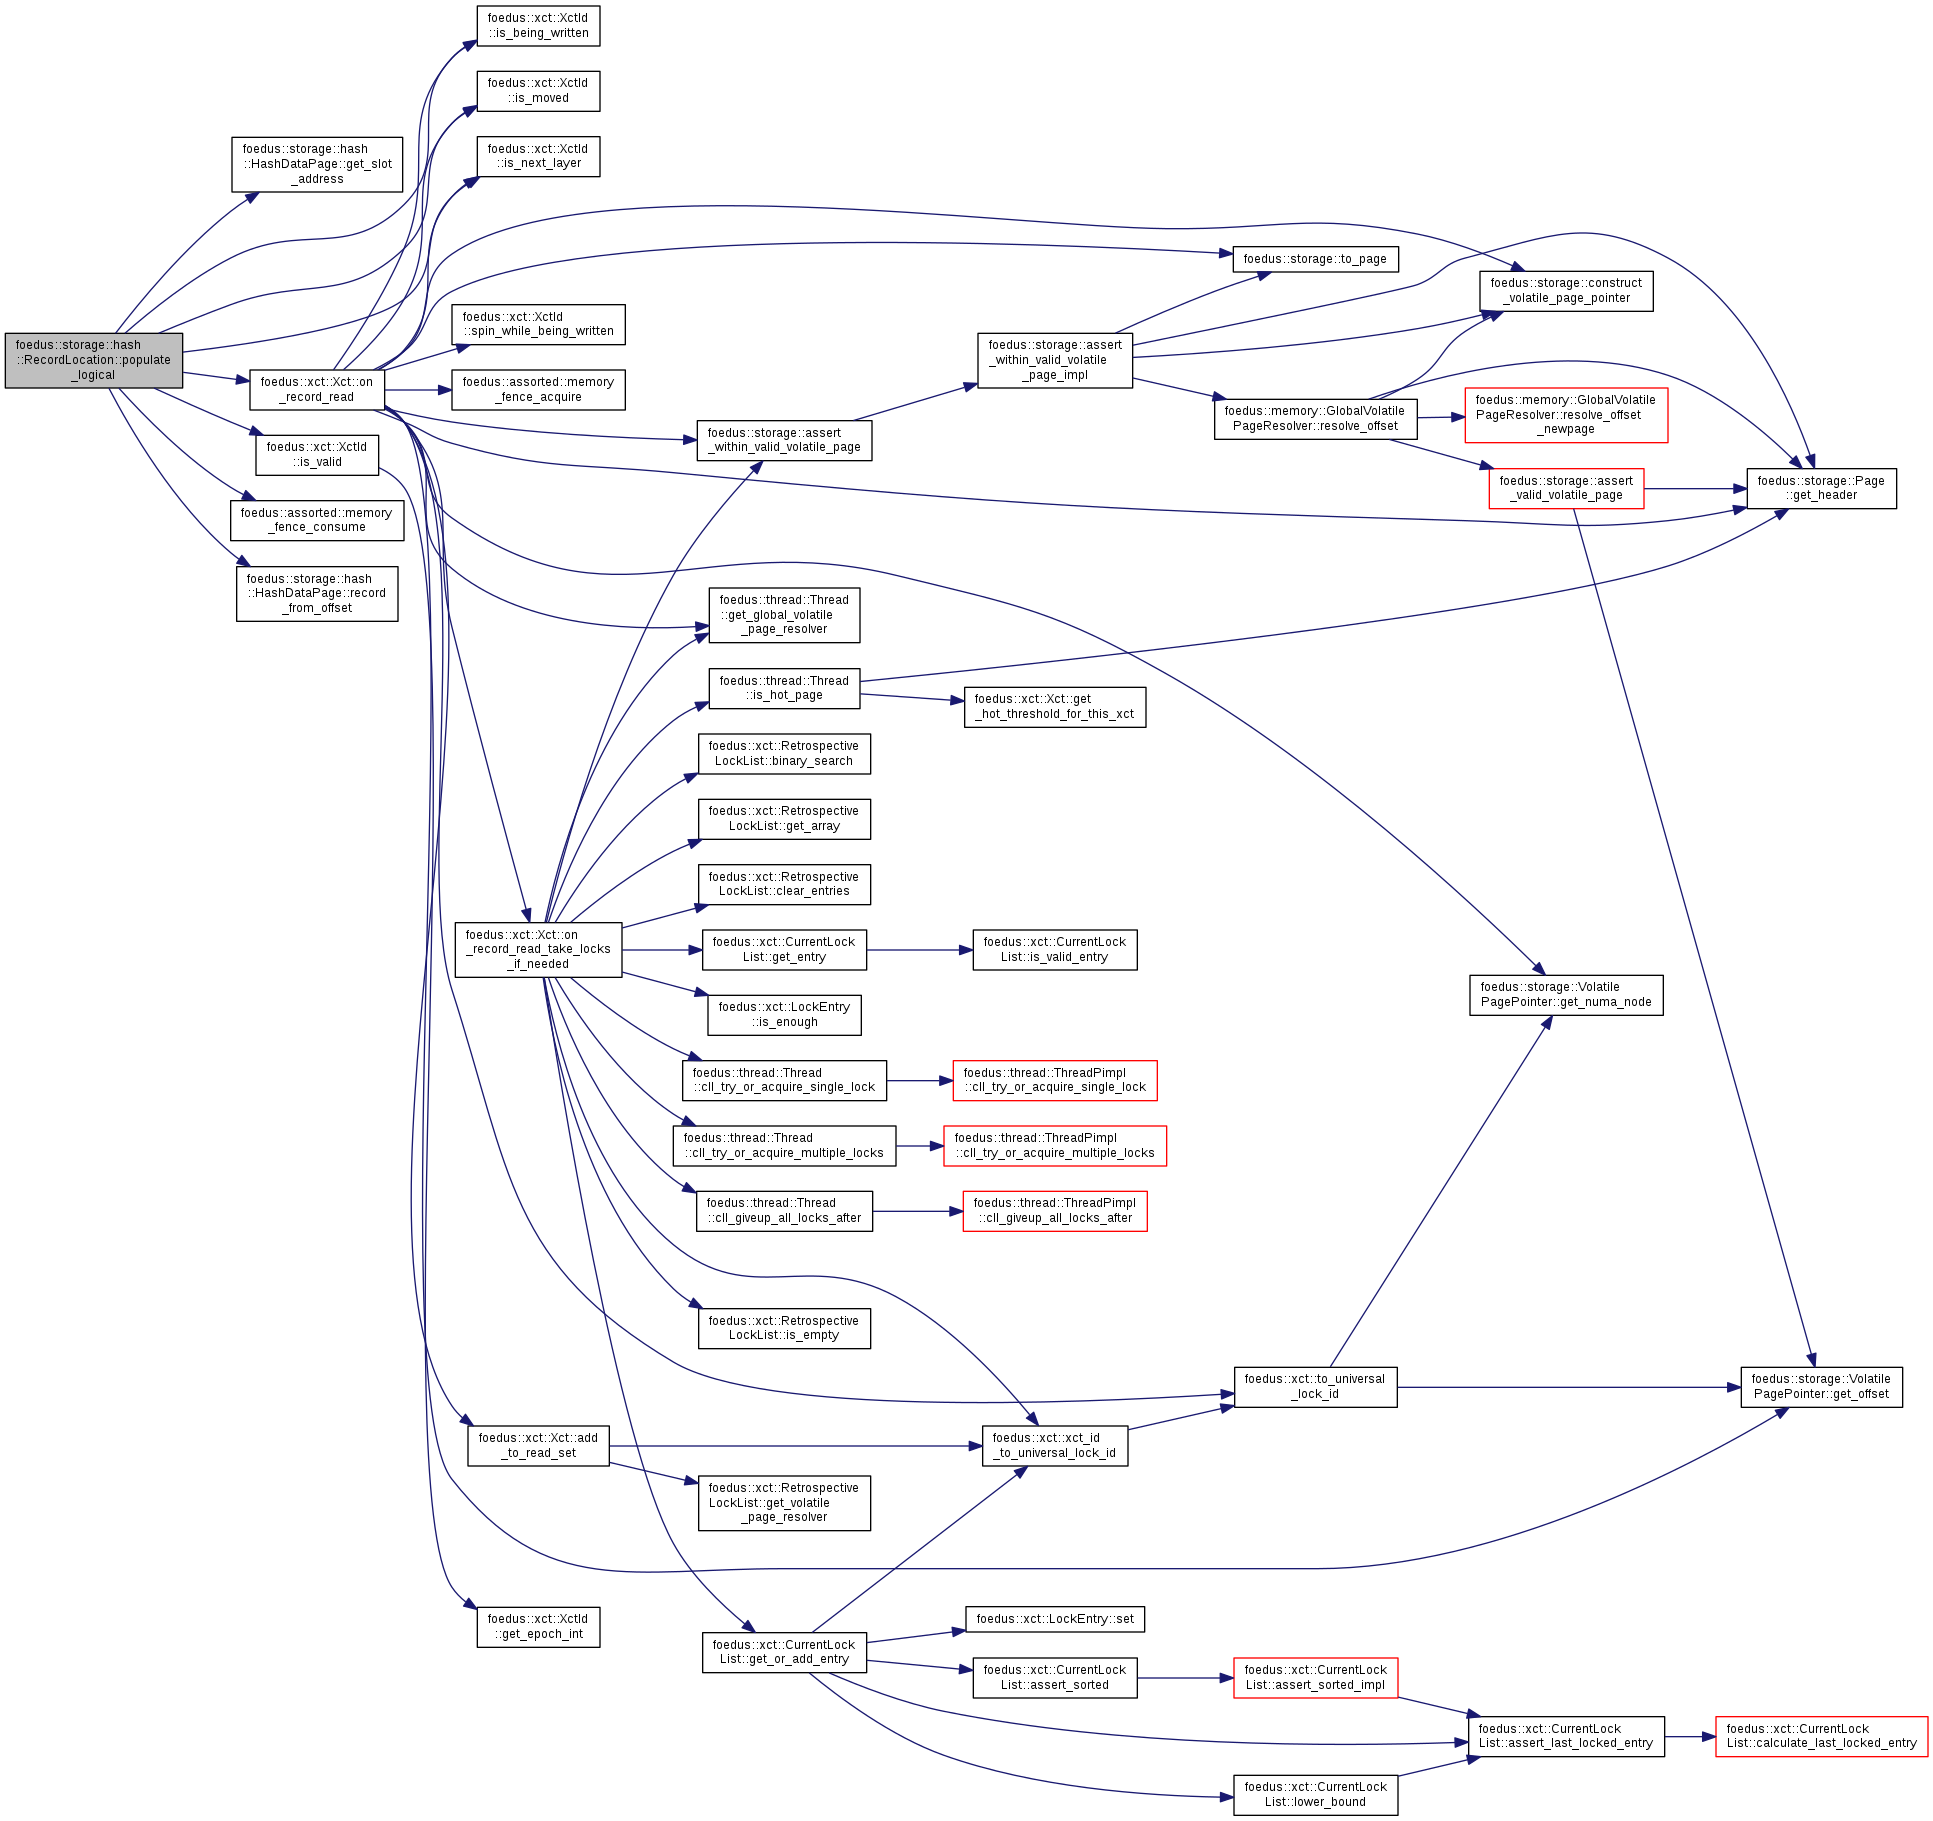 foedus::xct::XctId
::is_being_written
foedus::xct::XctId
::is_moved
foedus::xct::XctId
::is_next_layer
foedus::storage::hash
::HashDataPage::get_slot
_address
foedus::storage::to_page
foedus::storage::construct
_volatile_page_pointer
foedus::xct::XctId
::spin_while_being_written
foedus::storage::hash
::RecordLocation::populate
_logical
foedus::storage::assert
_within_valid_volatile
_page_impl
foedus::xct::Xct::on
_record_read
foedus::assorted::memory
_fence_acquire
foedus::memory::GlobalVolatile
PageResolver::resolve_offset
foedus::memory::GlobalVolatile
PageResolver::resolve_offset
_newpage
foedus::storage::assert
_within_valid_volatile_page
foedus::xct::XctId
::is_valid
foedus::storage::assert
_valid_volatile_page
foedus::storage::Page
::get_header
foedus::assorted::memory
_fence_consume
foedus::storage::hash
::HashDataPage::record
_from_offset
foedus::thread::Thread
::get_global_volatile
_page_resolver
foedus::thread::Thread
::is_hot_page
foedus::xct::Xct::get
_hot_threshold_for_this_xct
foedus::xct::Retrospective
LockList::binary_search
foedus::xct::Retrospective
LockList::get_array
foedus::xct::Retrospective
LockList::clear_entries
foedus::xct::Xct::on
_record_read_take_locks
_if_needed
foedus::xct::CurrentLock
List::get_entry
foedus::xct::CurrentLock
List::is_valid_entry
foedus::storage::Volatile
PagePointer::get_numa_node
foedus::xct::LockEntry
::is_enough
foedus::thread::Thread
::cll_try_or_acquire_single_lock
foedus::thread::ThreadPimpl
::cll_try_or_acquire_single_lock
foedus::thread::Thread
::cll_try_or_acquire_multiple_locks
foedus::thread::ThreadPimpl
::cll_try_or_acquire_multiple_locks
foedus::thread::Thread
::cll_giveup_all_locks_after
foedus::thread::ThreadPimpl
::cll_giveup_all_locks_after
foedus::xct::Retrospective
LockList::is_empty
foedus::xct::to_universal
_lock_id
foedus::storage::Volatile
PagePointer::get_offset
foedus::xct::Xct::add
_to_read_set
foedus::xct::xct_id
_to_universal_lock_id
foedus::xct::Retrospective
LockList::get_volatile
_page_resolver
foedus::xct::XctId
::get_epoch_int
foedus::xct::LockEntry::set
foedus::xct::CurrentLock
List::get_or_add_entry
foedus::xct::CurrentLock
List::assert_sorted
foedus::xct::CurrentLock
List::assert_sorted_impl
foedus::xct::CurrentLock
List::assert_last_locked_entry
foedus::xct::CurrentLock
List::calculate_last_locked_entry
foedus::xct::CurrentLock
List::lower_bound